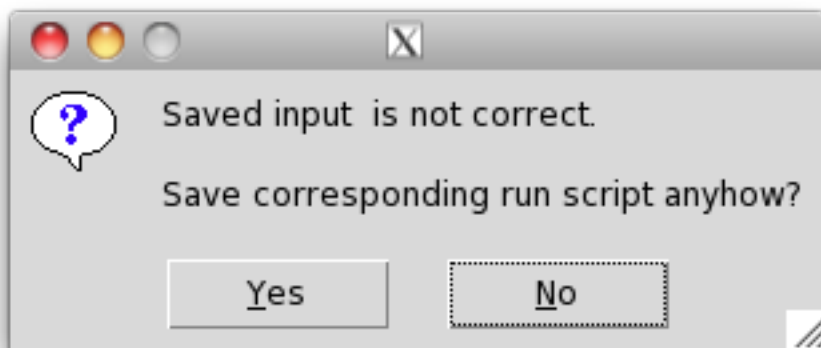 X
Saved input  is not correct.
Save corresponding run script anyhow?
Yes No